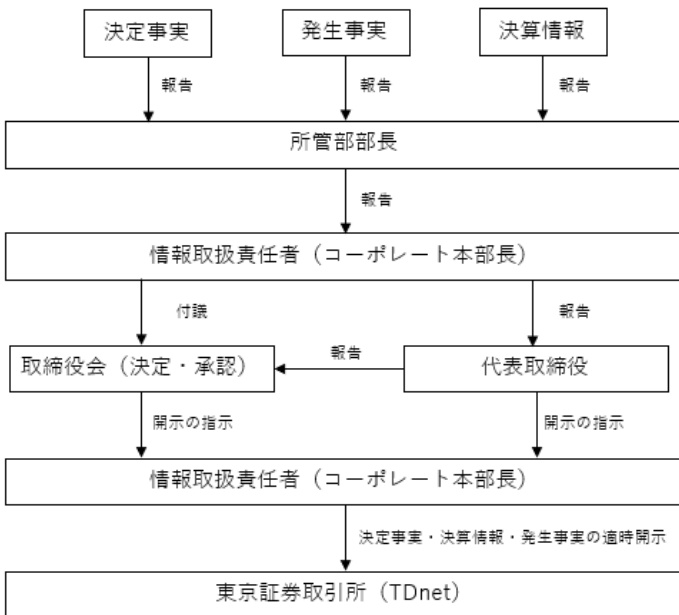 決定事実
発生事実
決算情報
報告
報告
報告
所管部部長
報告
情報取扱責任者（コーポレート本部長）
付議
報告
取締役会（決定・承認）
報告
代表取締役
開示の指示
開示の指示
情報取扱責任者（コーポレート本部長）
決定事実・決算情報・発生事実の適時開示
東京証券取引所（TDnet）